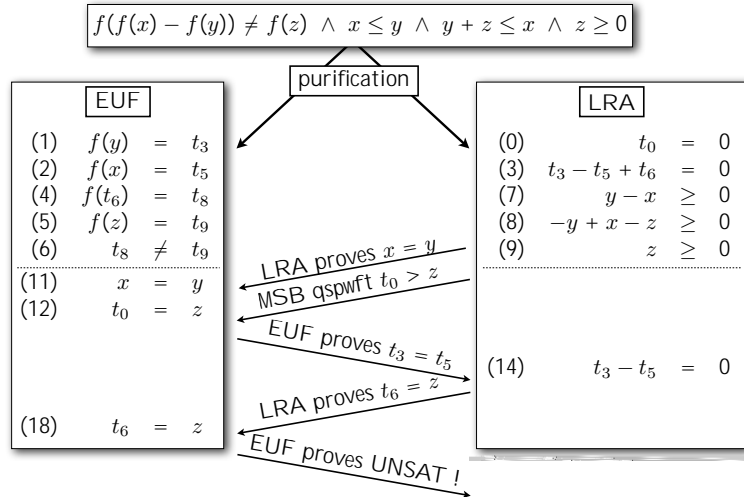 f(f(x) − f(y)) ≠ f(z) ∧ x ≤ y ∧ y + z ≤ x ∧ z ≥ 0
purification
EUF
(1) f(y) = t₃
(2) f(x) = t₅
(4) f(t₆) = t₈
(5) f(z) = t₉
(6) t₈ ≠ t₉
(11) x = y
(12) t₀ = z
(18) t₆ = z
LRA proves x = y
MSB qspwft t₀ > z
EUF proves t₃ = t₅
LRA proves t₆ = z
EUF proves UNSAT !
LRA
(0) t₀ = 0
(3) t₃ − t₅ + t₆ = 0
(7) y − x ≥ 0
(8) −y + x − z ≥ 0
(9) z ≥ 0
(14) t₃ − t₅ = 0